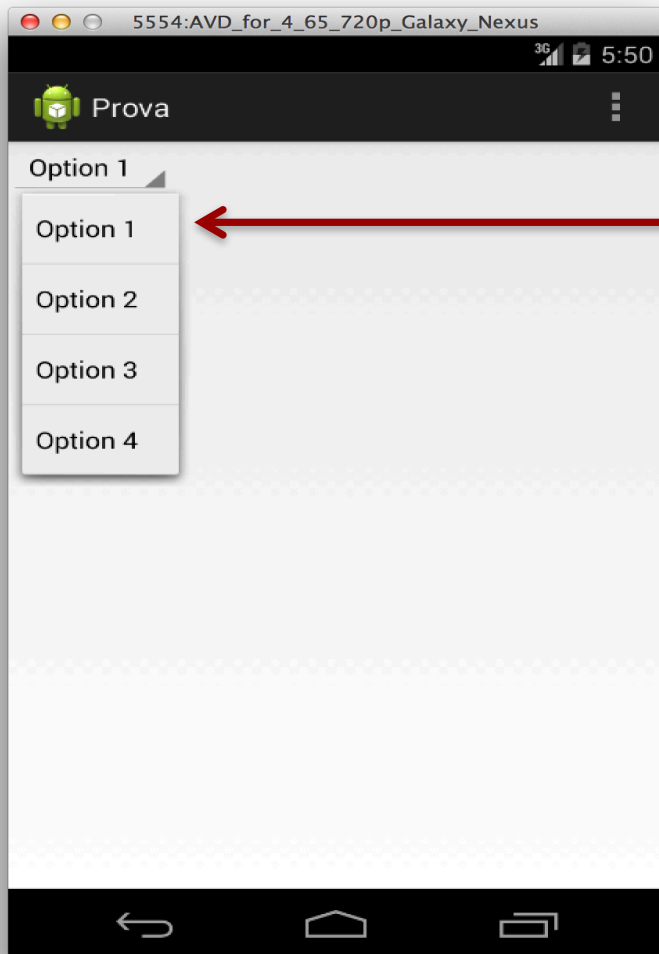 5554:AVD_for_4_65_720p_Galaxy_Nexus
3G 5:50
Prova
Option 1
Option 1
Option 2
Option 3
Option 4